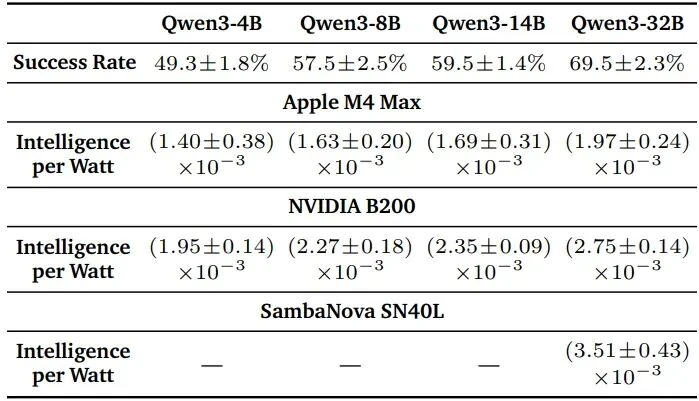 Qwen3-4B Qwen3-8B Qwen3-14B Qwen3-32B
Success Rate 49.3±1.8% 57.5±2.5% 59.5±1.4% 69.5±2.3%
Apple M4 Max
Intelligence per Watt (1.40±0.38) ×10⁻³ (1.63±0.20) ×10⁻³ (1.69±0.31) ×10⁻³ (1.97±0.24) ×10⁻³
NVIDIA B200
Intelligence per Watt (1.95±0.14) ×10⁻³ (2.27±0.18) ×10⁻³ (2.35±0.09) ×10⁻³ (2.75±0.14) ×10⁻³
SambaNova SN40L
Intelligence per Watt — — — (3.51±0.43) ×10⁻³